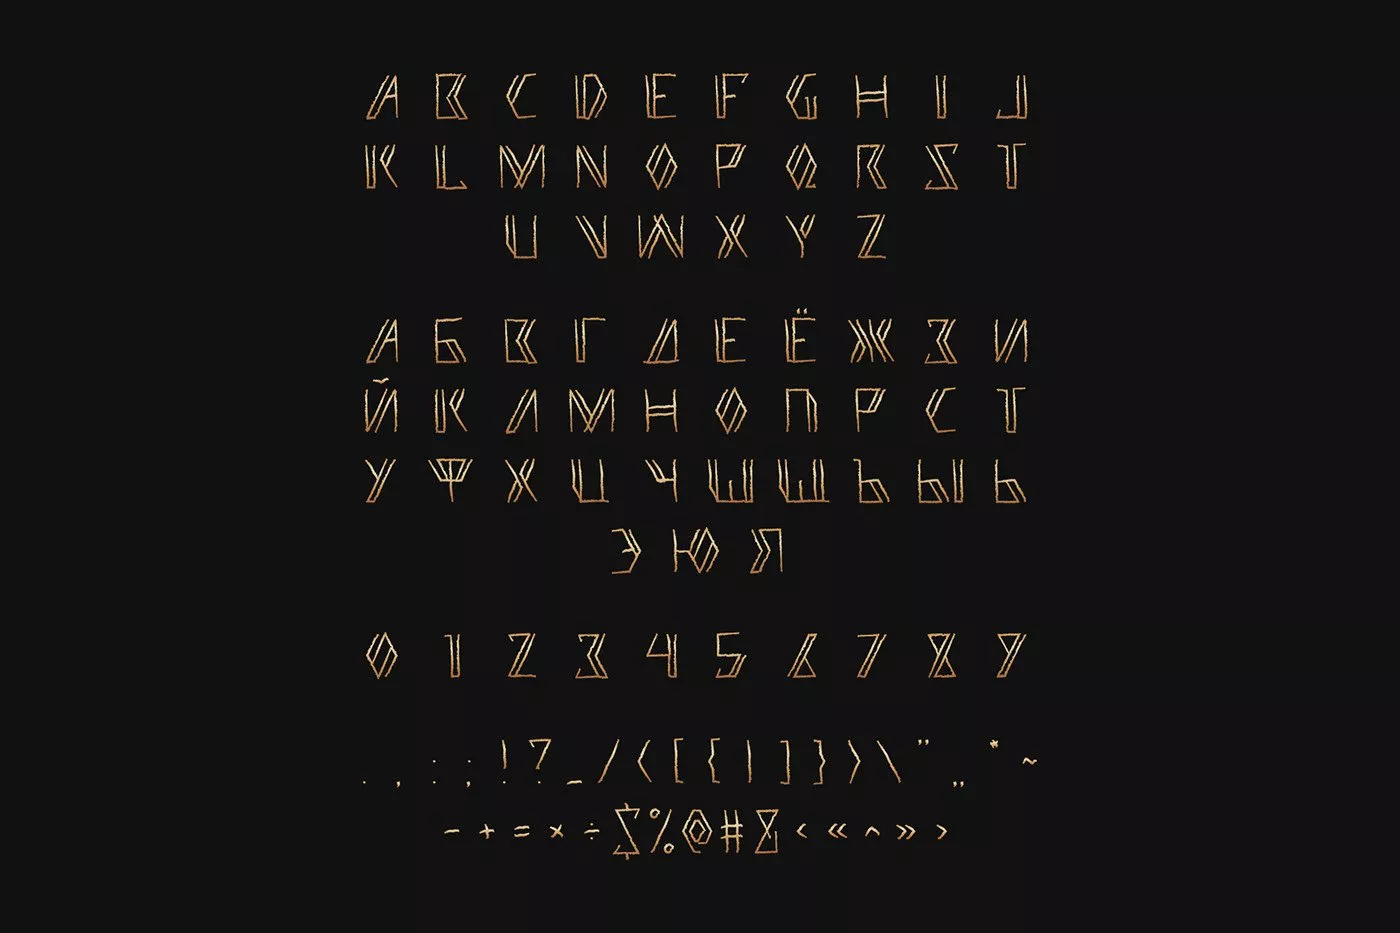 A B C D E F G H I J
K L M N O P Q R S T
U V W X Y Z
А Б В Г Д Е Ё Ж З И
Й К Л М Н О П Р С Т
У Ф Х Ц Ч Ш Щ Ъ Ы Ь
Э Ю Я
0 1 2 3 4 5 6 7 8 9
. , : ; ! ? _ / ( [ { | ] } ) \ " „ * ~
- + = × ÷ $ % @ # & ‹ « ^ » ›